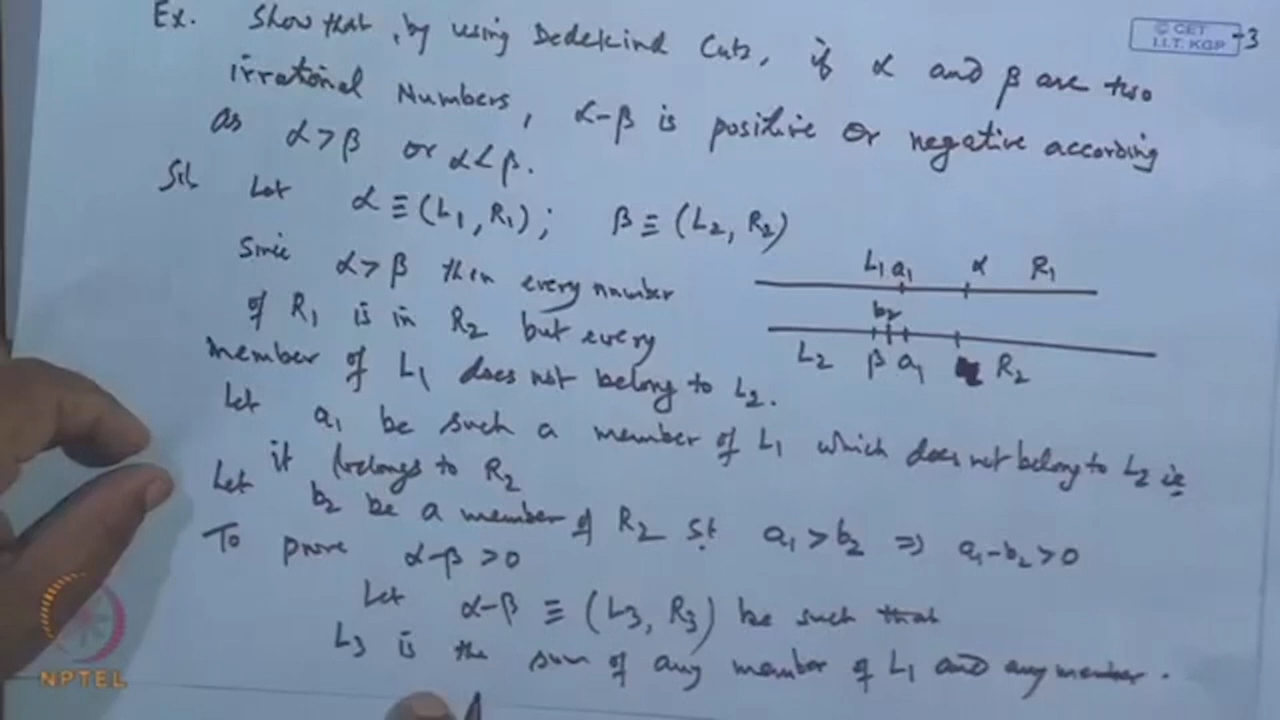 © CET
I.I.T. KGP
-3
Ex. Show that, by using Dedekind Cuts, if α and β are two
irrational Numbers, α-β is positive or negative according
as α>β or α<β.
Sol. Let α ≡ (L1, R1); β ≡ (L2, R2)
Since α>β then every number
of R1 is in R2 but every
member of L1 does not belong to L2.
L1 a1 α R1
b2
L2 β a1 R2
Let a1 be such a member of L1 which does not belong to L2 ie
it belongs to R2
Let b2 be a member of R2 st a1>b2 ⇒ a1-b2>0
To prove α-β>0
Let α-β ≡ (L3, R3) be such that
L3 is the sum of any member of L1 and any member.
NPTEL